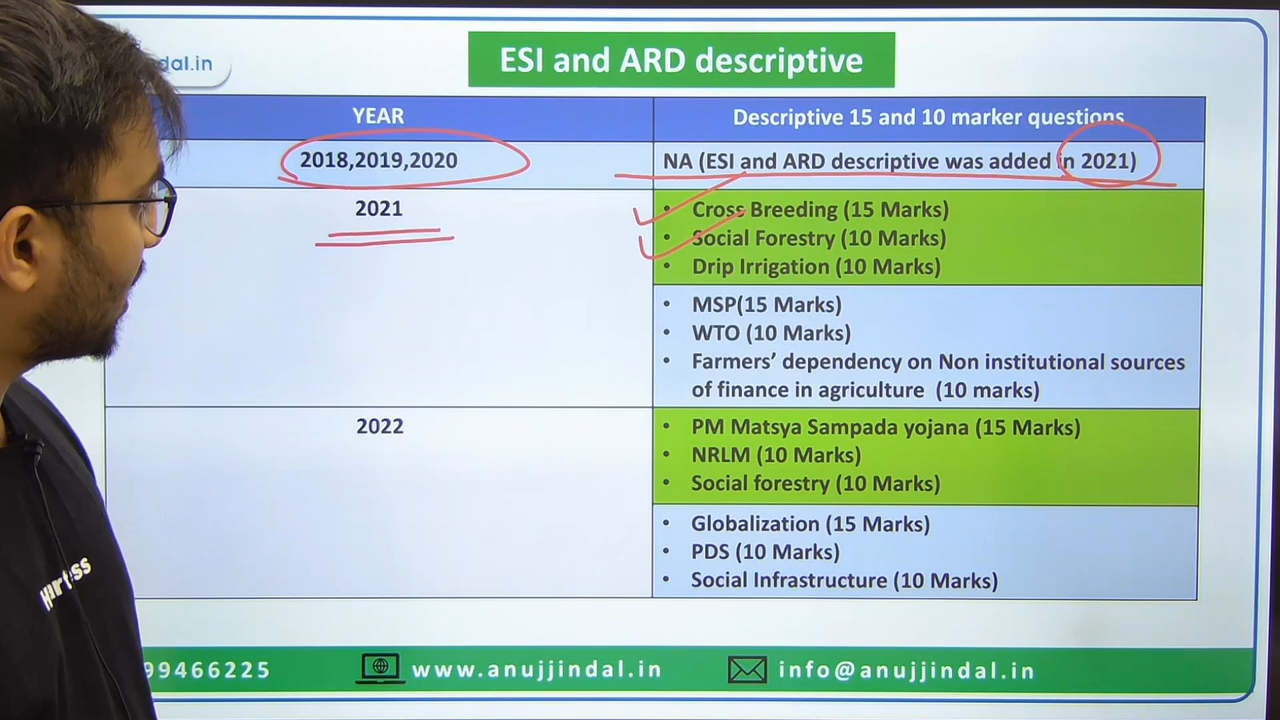 dal.in
ESI and ARD descriptive
YEAR
Descriptive 15 and 10 marker questions
2018,2019,2020
NA (ESI and ARD descriptive was added in 2021)
2021
• Cross Breeding (15 Marks)
• Social Forestry (10 Marks)
• Drip Irrigation (10 Marks)
• MSP(15 Marks)
• WTO (10 Marks)
• Farmers' dependency on Non institutional sources
of finance in agriculture (10 marks)
2022
• PM Matsya Sampada yojana (15 Marks)
• NRLM (10 Marks)
• Social forestry (10 Marks)
• Globalization (15 Marks)
• PDS (10 Marks)
• Social Infrastructure (10 Marks)
99466225
www.anujjindal.in
info@anujjindal.in